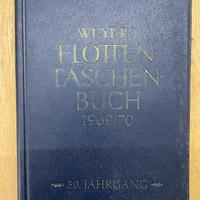 WEYERS
FLOTTEN-
TASCHEN-
BUCH
1969/70
50. JAHRGANG